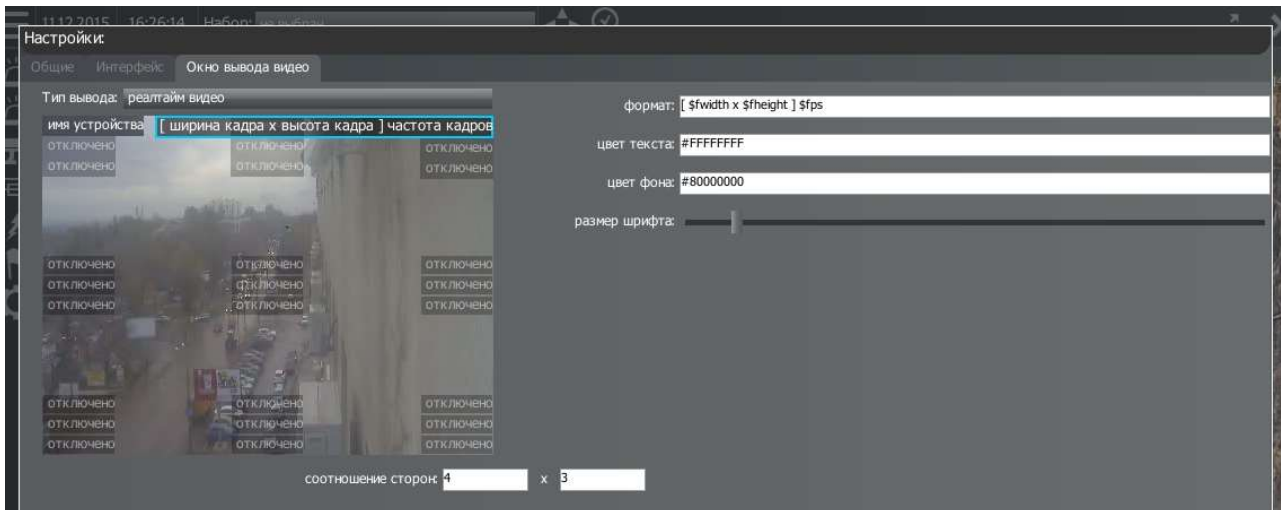 11.12.2015 16:26:14 Набор: не выбран
Настройки:
Общие Интерфейс Окно вывода видео
Тип вывода: реалтайм видео
имя устройства [ ширина кадра x высота кадра ] частота кадров
отключено отключено отключено
отключено отключено отключено
отключено отключено отключено
отключено отключено отключено
отключено отключено отключено
отключено отключено отключено
отключено отключено отключено
отключено отключено отключено
соотношение сторон: 4 x 3
формат: [ $fwidth x $fheight ] $fps
цвет текста: #FFFFFFFF
цвет фона: #80000000
размер шрифта: